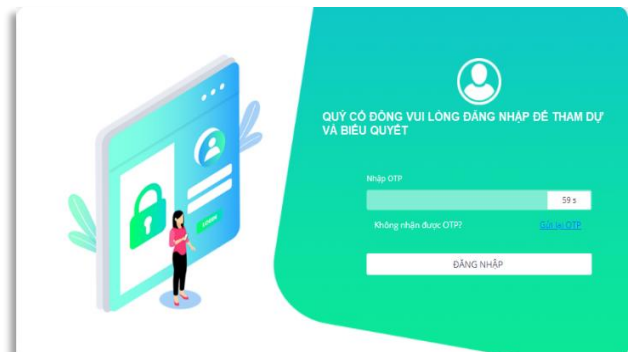 QUÝ CỔ ĐÔNG VUI LÒNG ĐĂNG NHẬP ĐỂ THAM DỰ
VÀ BIỂU QUYẾT
Nhập OTP
59 s
Không nhận được OTP?
Gửi lại OTP
ĐĂNG NHẬP
LOGIN